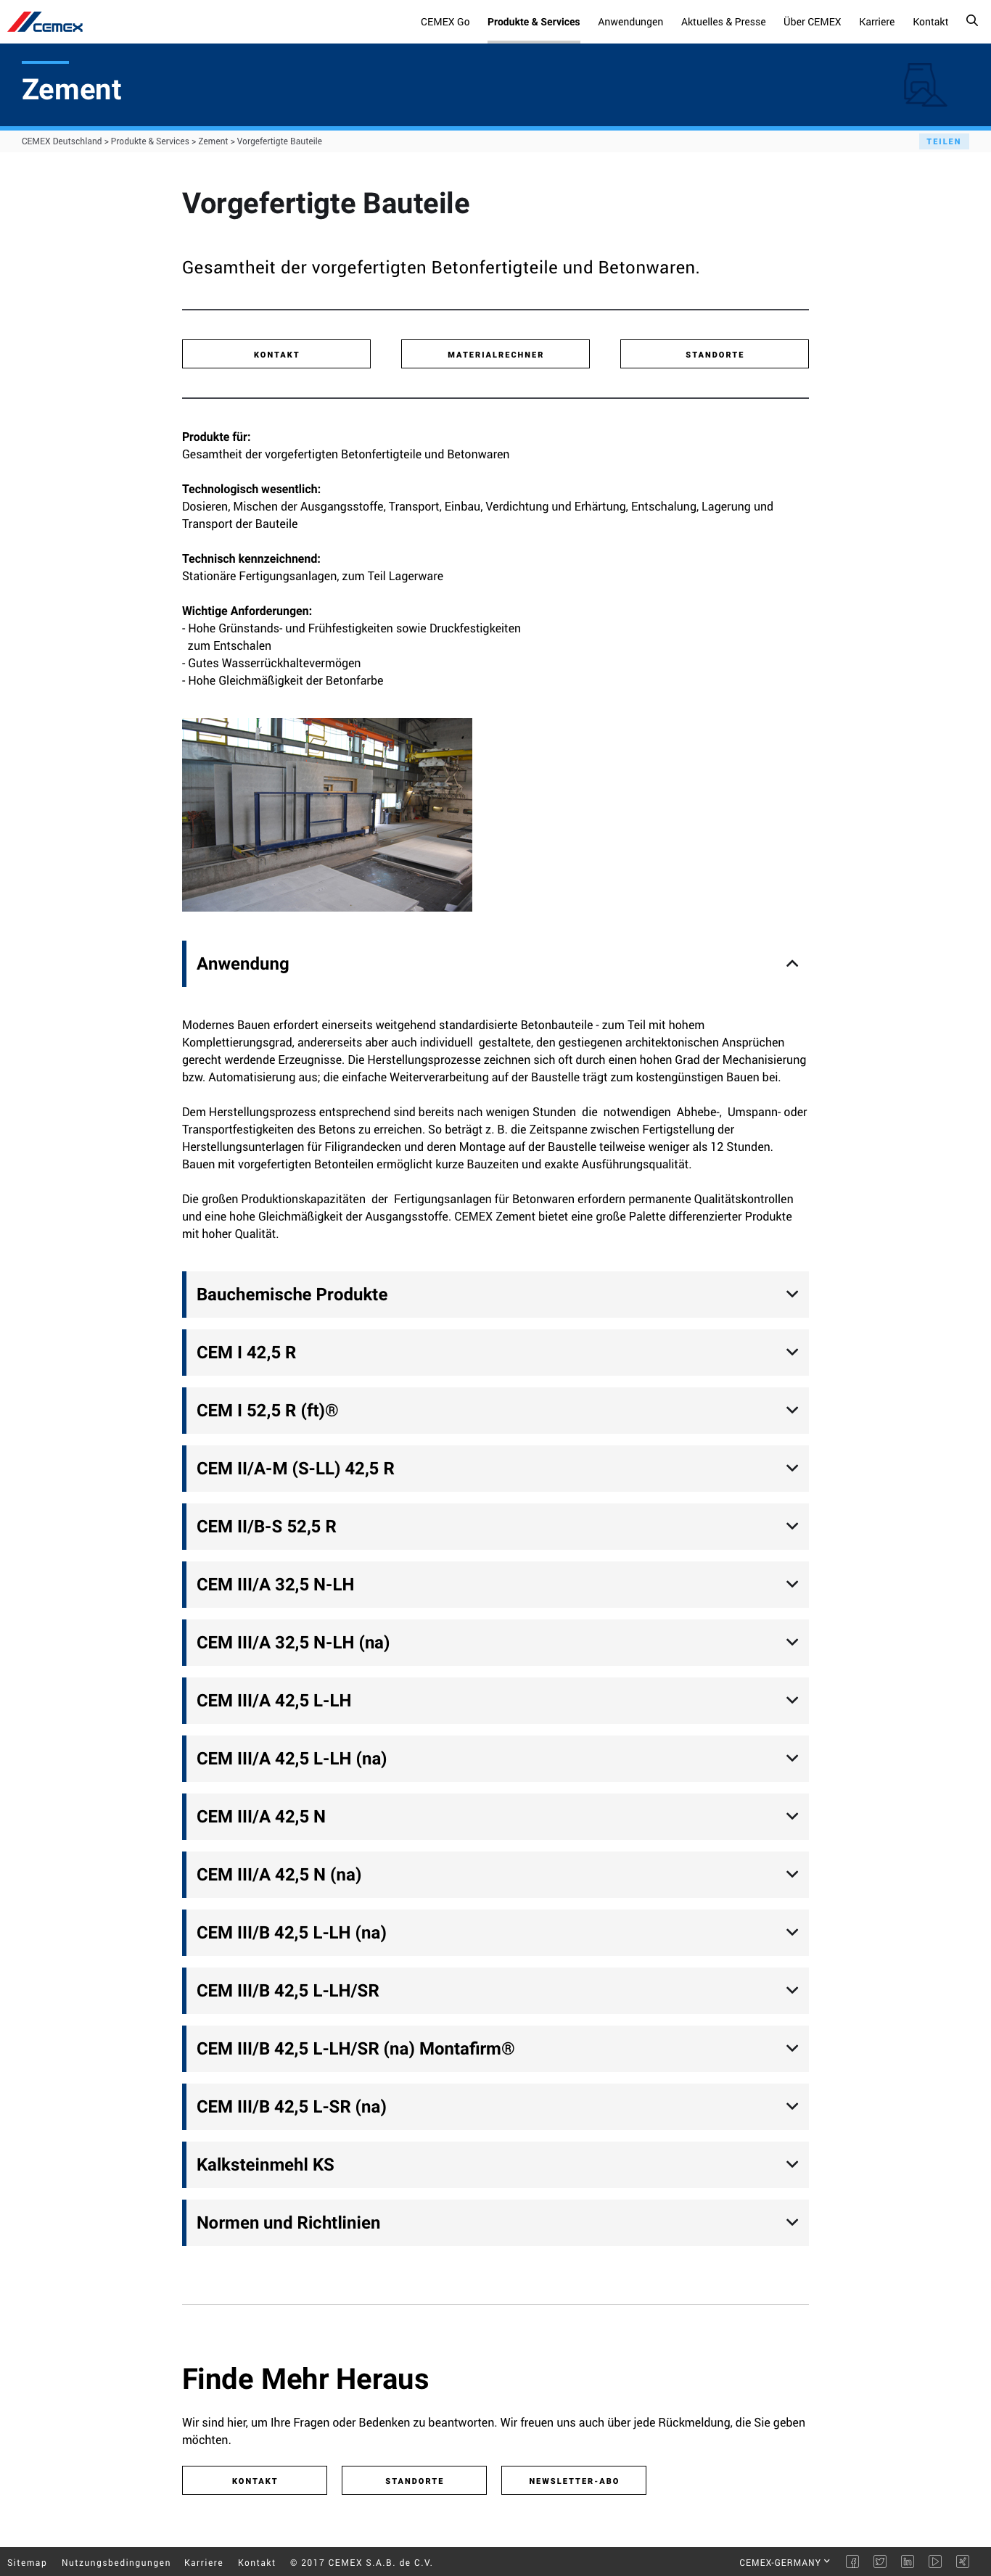 CEMEX
CEMEX Go Produkte & Services Anwendungen Aktuelles & Presse Über CEMEX Karriere Kontakt
Zement
CEMEX Deutschland > Produkte & Services > Zement > Vorgefertigte Bauteile
TEILEN
Vorgefertigte Bauteile
Gesamtheit der vorgefertigten Betonfertigteile und Betonwaren.
KONTAKT MATERIALRECHNER STANDORTE
Produkte für:
Gesamtheit der vorgefertigten Betonfertigteile und Betonwaren
Technologisch wesentlich:
Dosieren, Mischen der Ausgangsstoffe, Transport, Einbau, Verdichtung und Erhärtung, Entschalung, Lagerung und
Transport der Bauteile
Technisch kennzeichnend:
Stationäre Fertigungsanlagen, zum Teil Lagerware
Wichtige Anforderungen:
- Hohe Grünstands- und Frühfestigkeiten sowie Druckfestigkeiten
zum Entschalen
- Gutes Wasserrückhaltevermögen
- Hohe Gleichmäßigkeit der Betonfarbe
Anwendung
Modernes Bauen erfordert einerseits weitgehend standardisierte Betonbauteile - zum Teil mit hohem
Komplettierungsgrad, andererseits aber auch individuell gestaltete, den gestiegenen architektonischen Ansprüchen
gerecht werdende Erzeugnisse. Die Herstellungsprozesse zeichnen sich oft durch einen hohen Grad der Mechanisierung
bzw. Automatisierung aus; die einfache Weiterverarbeitung auf der Baustelle trägt zum kostengünstigen Bauen bei.
Dem Herstellungsprozess entsprechend sind bereits nach wenigen Stunden die notwendigen Abhebe-, Umspann- oder
Transportfestigkeiten des Betons zu erreichen. So beträgt z. B. die Zeitspanne zwischen Fertigstellung der
Herstellungsunterlagen für Filigrandecken und deren Montage auf der Baustelle teilweise weniger als 12 Stunden.
Bauen mit vorgefertigten Betonteilen ermöglicht kurze Bauzeiten und exakte Ausführungsqualität.
Die großen Produktionskapazitäten der Fertigungsanlagen für Betonwaren erfordern permanente Qualitätskontrollen
und eine hohe Gleichmäßigkeit der Ausgangsstoffe. CEMEX Zement bietet eine große Palette differenzierter Produkte
mit hoher Qualität.
Bauchemische Produkte
CEM I 42,5 R
CEM I 52,5 R (ft)®
CEM II/A-M (S-LL) 42,5 R
CEM II/B-S 52,5 R
CEM III/A 32,5 N-LH
CEM III/A 32,5 N-LH (na)
CEM III/A 42,5 L-LH
CEM III/A 42,5 L-LH (na)
CEM III/A 42,5 N
CEM III/A 42,5 N (na)
CEM III/B 42,5 L-LH (na)
CEM III/B 42,5 L-LH/SR
CEM III/B 42,5 L-LH/SR (na) Montafirm®
CEM III/B 42,5 L-SR (na)
Kalksteinmehl KS
Normen und Richtlinien
Finde Mehr Heraus
Wir sind hier, um Ihre Fragen oder Bedenken zu beantworten. Wir freuen uns auch über jede Rückmeldung, die Sie geben
möchten.
KONTAKT STANDORTE NEWSLETTER-ABO
Sitemap Nutzungsbedingungen Karriere Kontakt © 2017 CEMEX S.A.B. de C.V. CEMEX-GERMANY